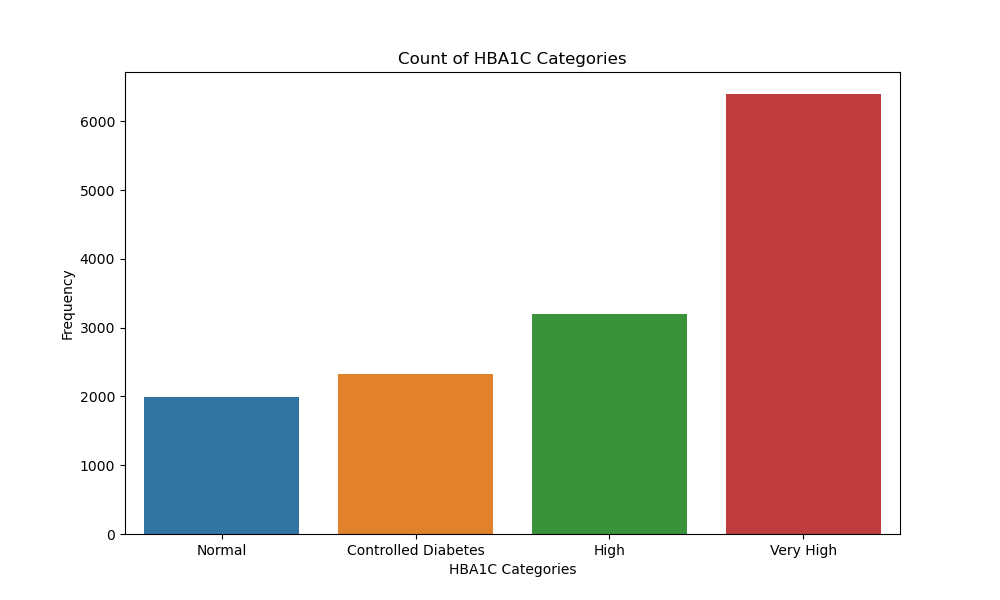 Count of HBA1C Categories
6000
5000
4000
3000
2000
1000
0
Frequency
Normal
Controlled Diabetes
High
Very High
HBA1C Categories